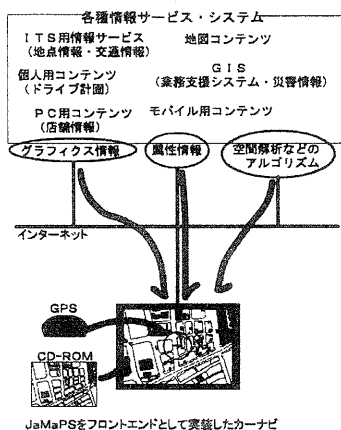 各種情報サービス・システム
ITS用情報サービス
(地点情報・交通情報)
地図コンテンツ
個人用コンテンツ
(ドライブ計画)
GIS
(業務支援システム・災害情報)
PC用コンテンツ
(店舗情報)
モバイル用コンテンツ
グラフィクス情報
属性情報
空間解析などの
アルゴリズム
インターネット
GPS
CD-ROM
JaMaPSをフロントエンドとして実装したカーナビ